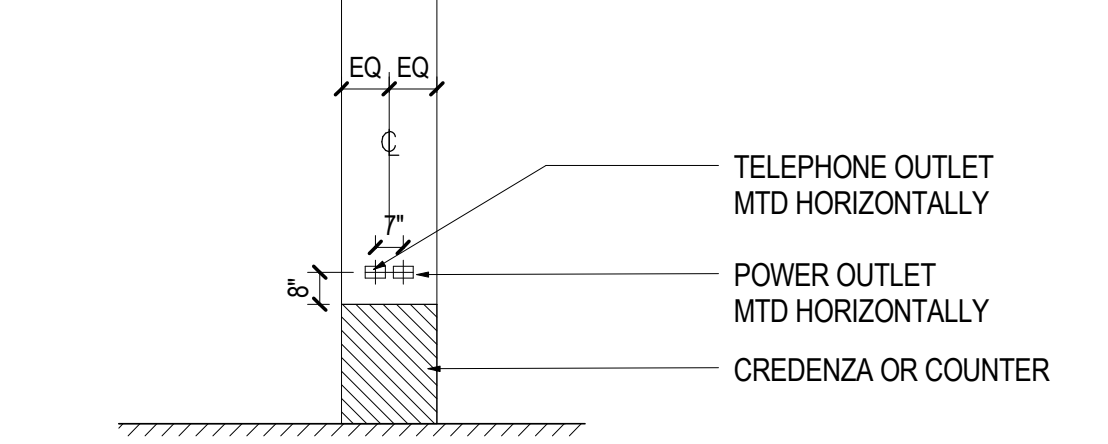 EQ EQ
℄
TELEPHONE OUTLET
MTD HORIZONTALLY
7"
8"
POWER OUTLET
MTD HORIZONTALLY
CREDENZA OR COUNTER